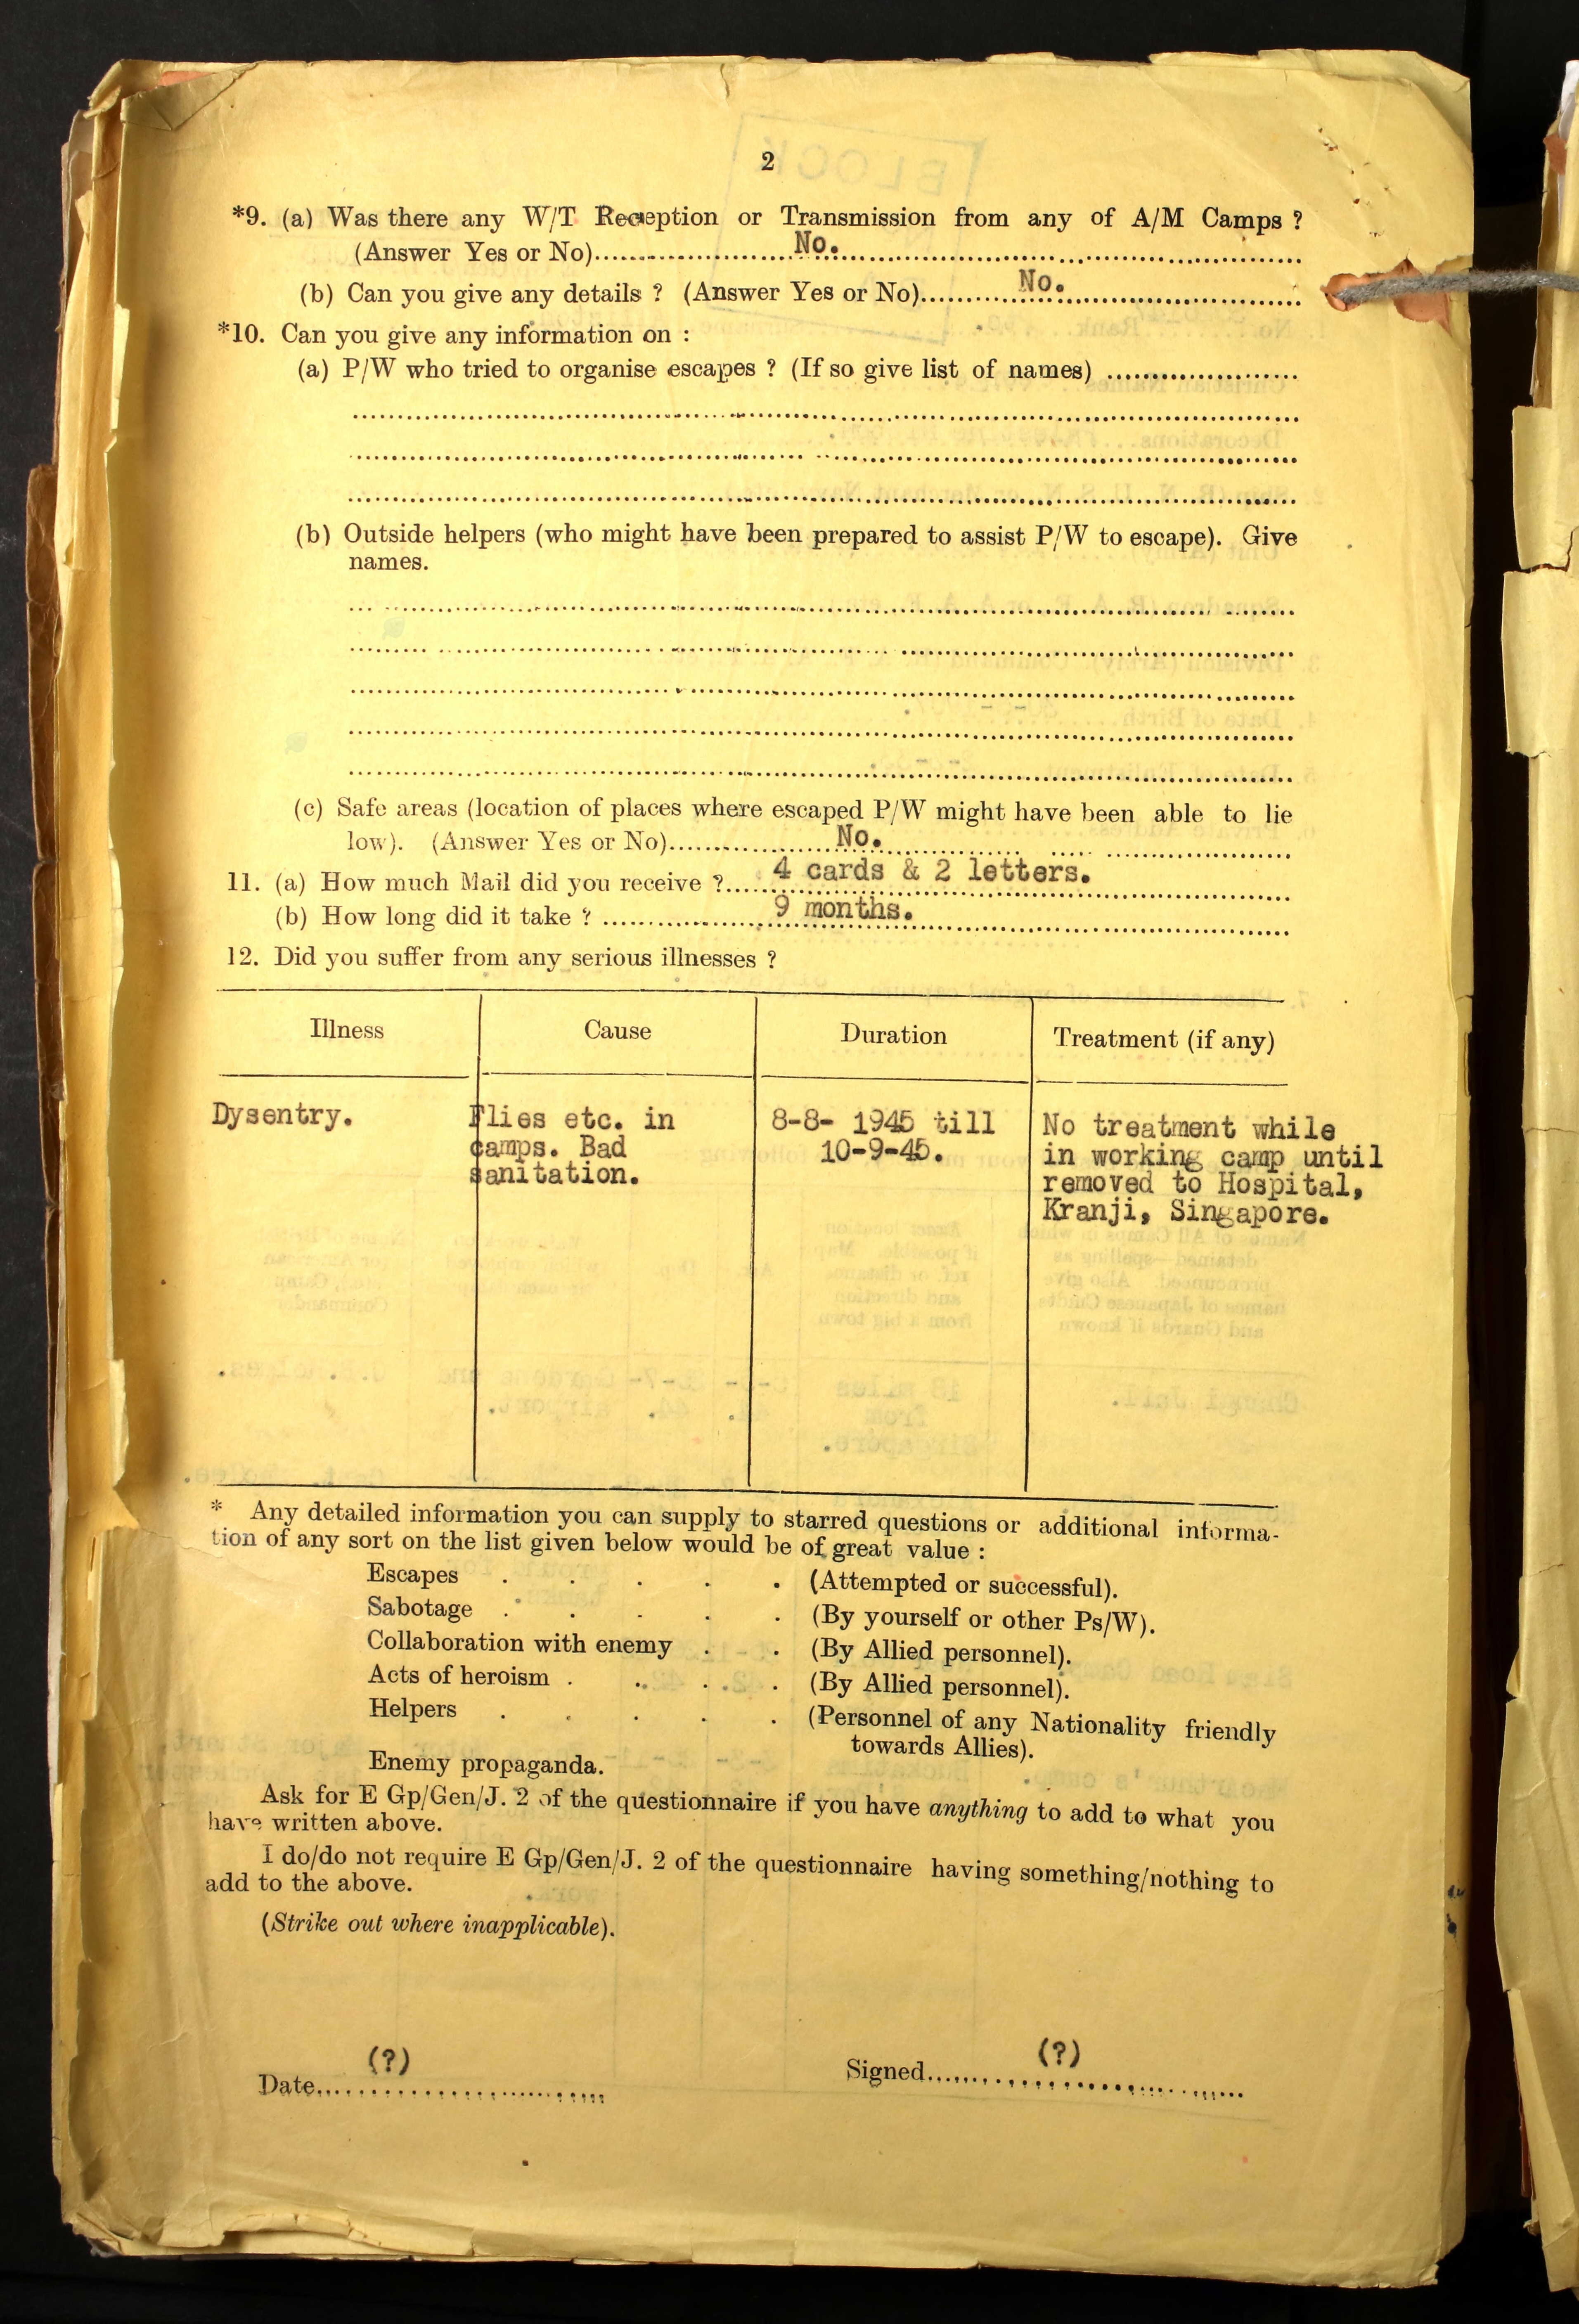 2
*9. (a) Was there any W/T Reception or Transmission from any of A/M Camps ?
(Answer Yes or No)..........No..........
(b) Can you give any details ? (Answer Yes or No)..........No..........
*10. Can you give any information on :
(a) P/W who tried to organise escapes ? (If so give list of names) ..........
(b) Outside helpers (who might have been prepared to assist P/W to escape). Give
names.
(c) Safe areas (location of places where escaped P/W might have been able to lie
low). (Answer Yes or No)..........No..........
11. (a) How much Mail did you receive ?.....4 cards & 2 letters.
(b) How long did it take ? ..........9 months.
12. Did you suffer from any serious illnesses ?
Illness Cause Duration Treatment (if any)
Dysentry. Flies etc. in 8-8- 1945 till No treatment while
camps. Bad 10-9-45. in working camp until
sanitation. removed to Hospital,
Kranji, Singapore.
* Any detailed information you can supply to starred questions or additional informa-
tion of any sort on the list given below would be of great value :
Escapes . . . . . (Attempted or successful).
Sabotage . . . . . (By yourself or other Ps/W).
Collaboration with enemy . . (By Allied personnel).
Acts of heroism . . . . (By Allied personnel).
Helpers . . . . . (Personnel of any Nationality friendly
towards Allies).
Enemy propaganda.
Ask for E Gp/Gen/J. 2 of the questionnaire if you have anything to add to what you
have written above.
I do/do not require E Gp/Gen/J. 2 of the questionnaire having something/nothing to
add to the above.
(Strike out where inapplicable).
(?) (?)
Date.......... Signed..........